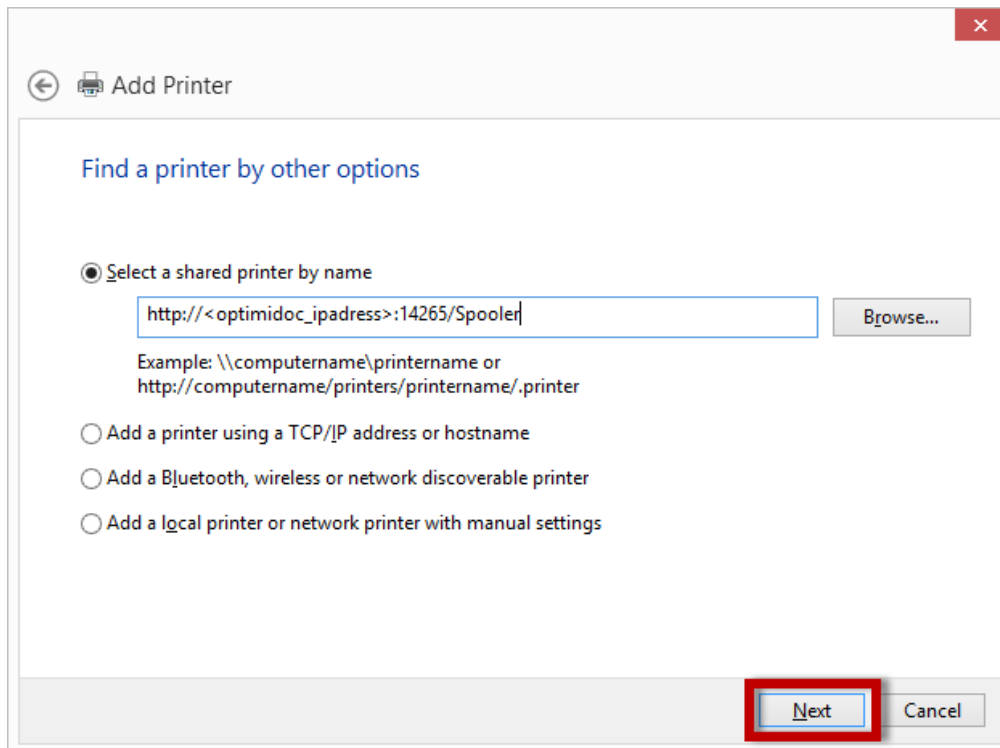 Add Printer
Find a printer by other options
Select a shared printer by name
http://<optimidoc_ipadress>:14265/Spooler
Browse...
Example: \\computername\printername or
http://computername/printers/printername/.printer
Add a printer using a TCP/IP address or hostname
Add a Bluetooth, wireless or network discoverable printer
Add a local printer or network printer with manual settings
Next
Cancel